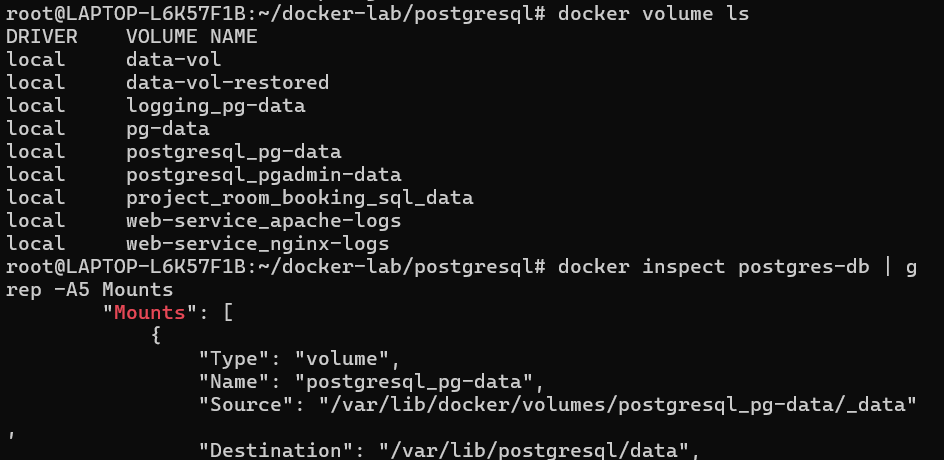 root@LAPTOP-L6K57F1B:~/docker-lab/postgresql# docker volume ls
DRIVER    VOLUME NAME
local     data-vol
local     data-vol-restored
local     logging_pg-data
local     pg-data
local     postgresql_pg-data
local     postgresql_pgadmin-data
local     project_room_booking_sql_data
local     web-service_apache-logs
local     web-service_nginx-logs
root@LAPTOP-L6K57F1B:~/docker-lab/postgresql# docker inspect postgres-db | g
rep -A5 Mounts
        "Mounts": [
            {
                "Type": "volume",
                "Name": "postgresql_pg-data",
                "Source": "/var/lib/docker/volumes/postgresql_pg-data/_data"
,
                "Destination": "/var/lib/postgresql/data",